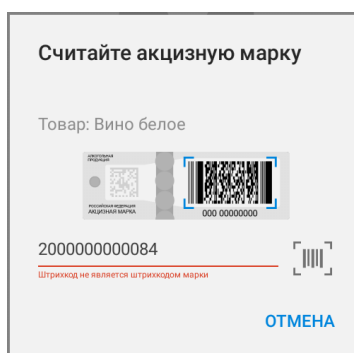 Считайте акцизную марку
Товар: Вино белое
АЛКОГОЛЬНАЯ
ПРОДУКЦИЯ
РОССИЙСКАЯ ФЕДЕРАЦИЯ
АКЦИЗНАЯ МАРКА
000 00000000
2000000000084
Штрихкод не является штрихкодом марки
ОТМЕНА